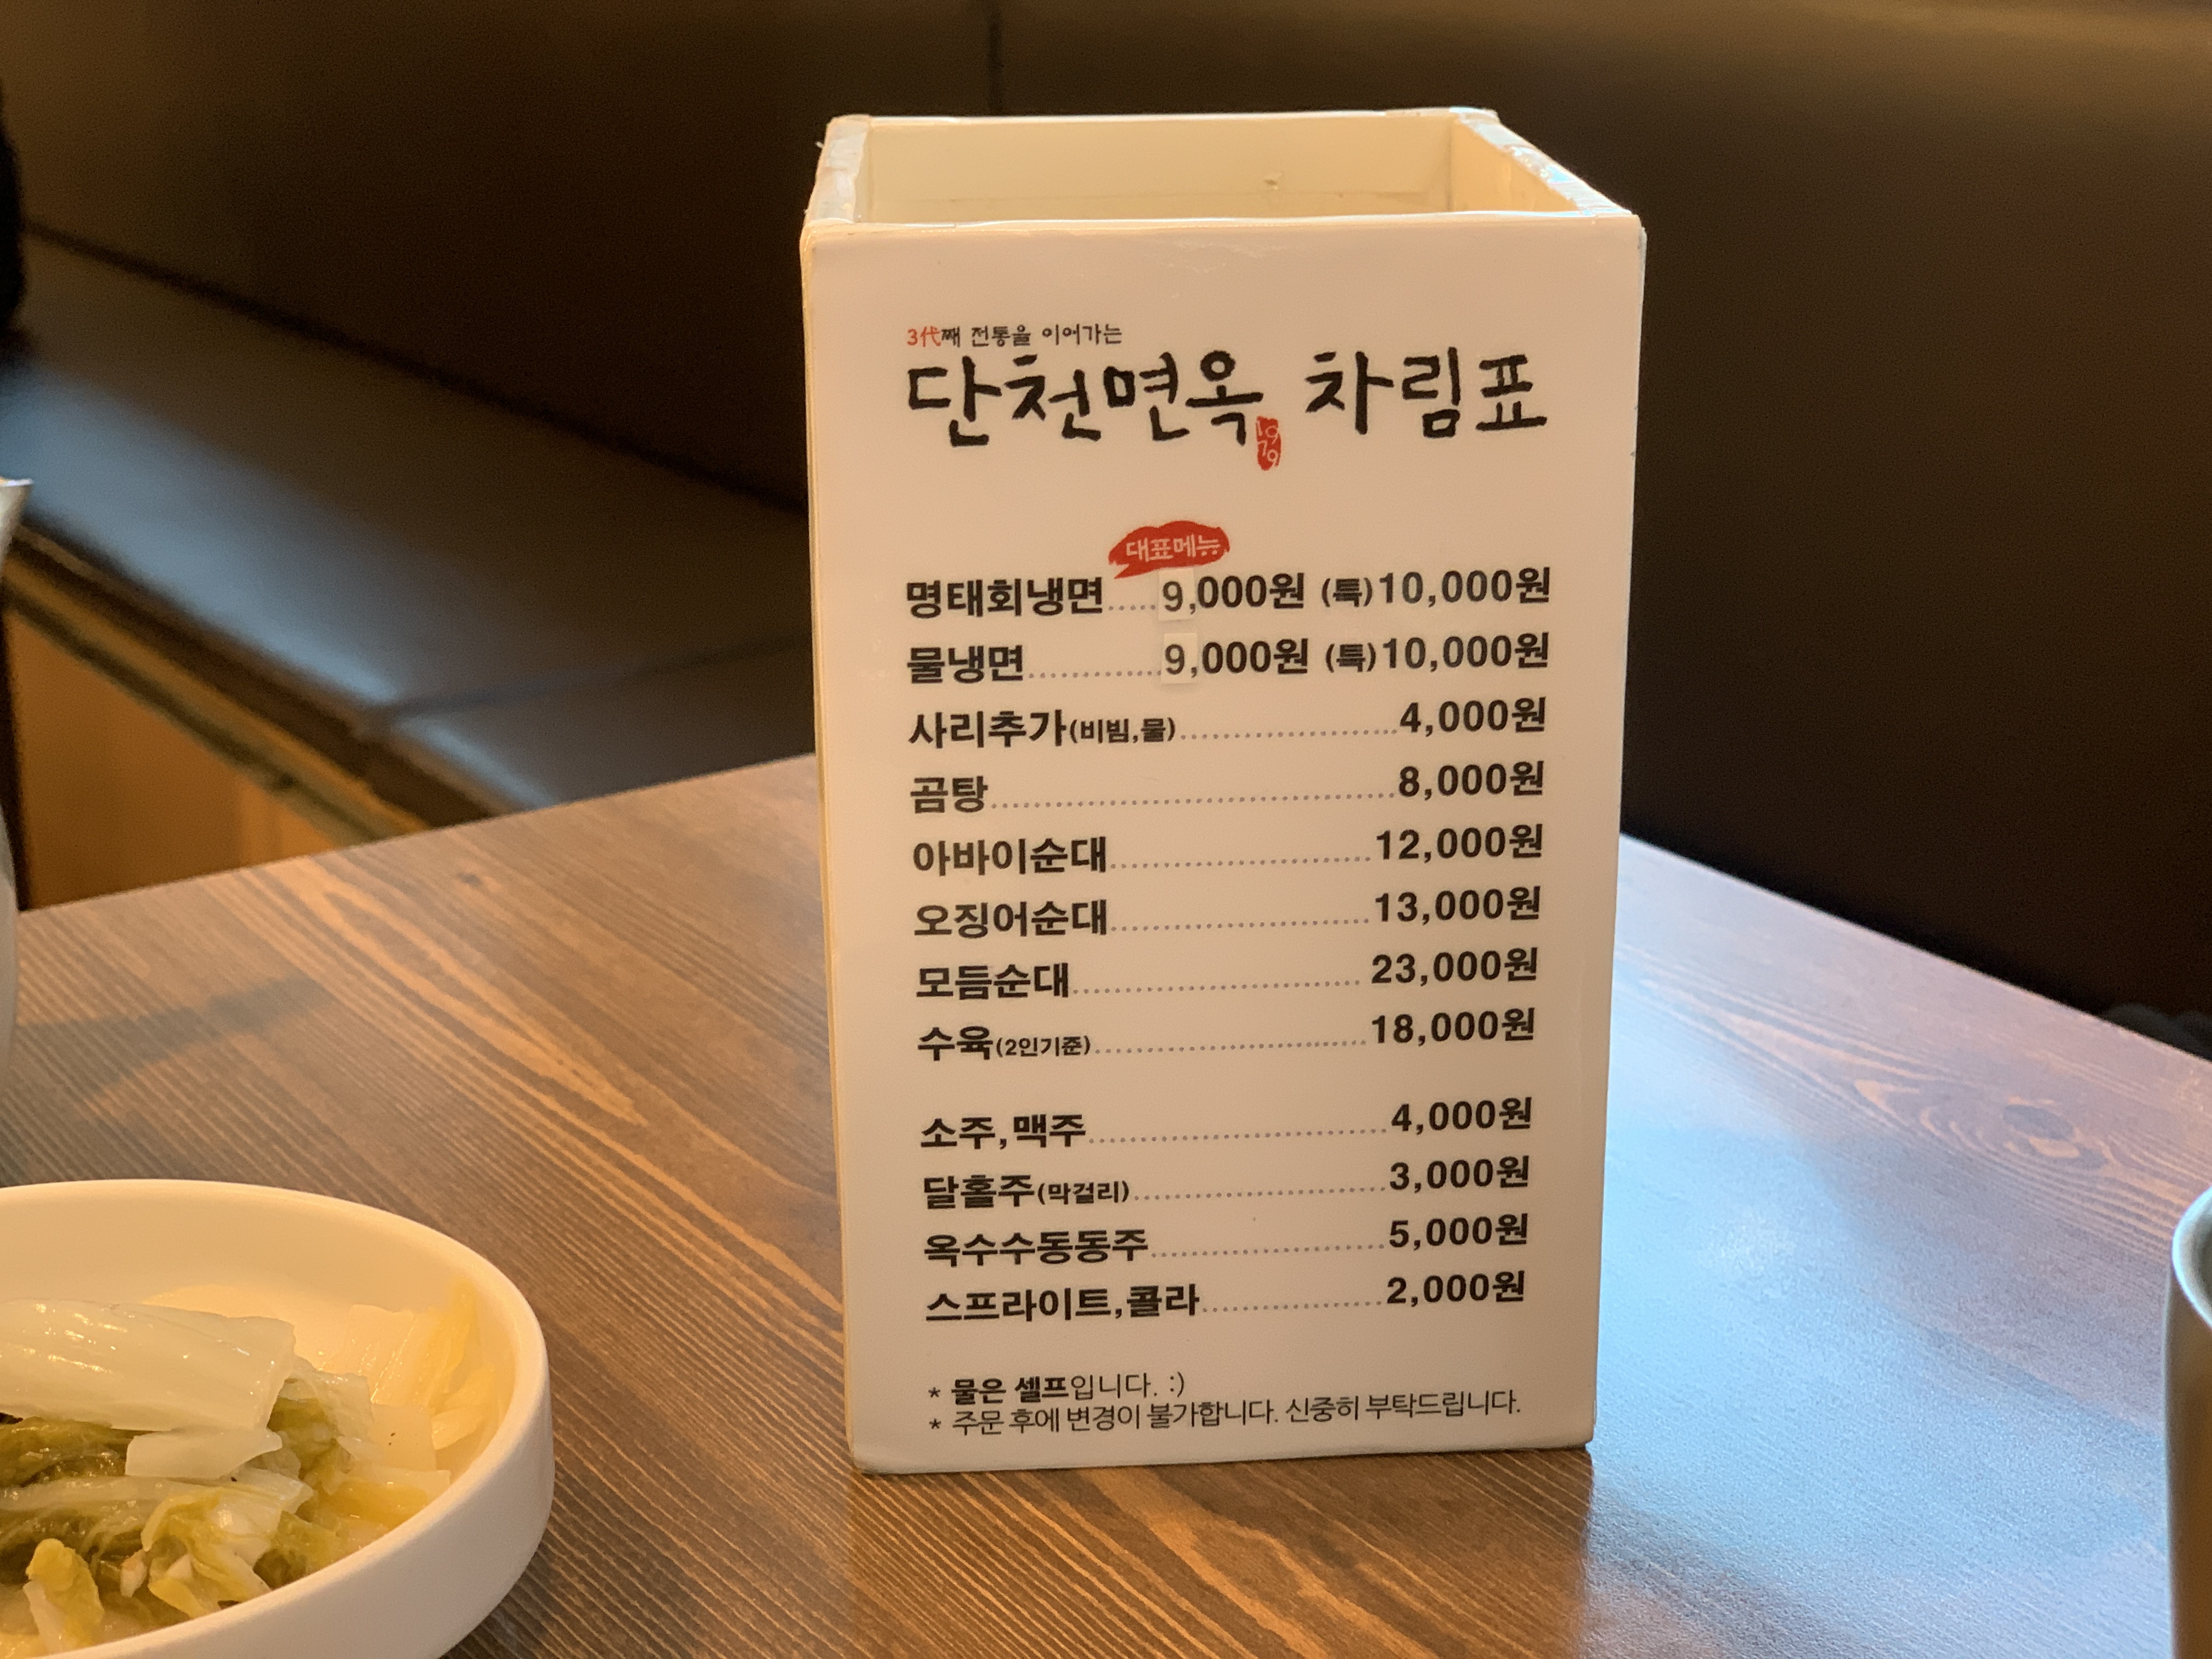 3代째 전통을 이어가는
단천면옥 차림표
1979
대표메뉴
명태회냉면.....9,000원 (특)10,000원
물냉면............9,000원 (특)10,000원
사리추가(비빔,물)....................4,000원
곰탕.......................................8,000원
아바이순대.........................12,000원
오징어순대.........................13,000원
모듬순대............................23,000원
수육(2인기준)..........................18,000원
소주,맥주.............................4,000원
달홀주(막걸리)........................3,000원
옥수수동동주.......................5,000원
스프라이트,콜라.................2,000원
* 물은 셀프입니다. :)
* 주문 후에 변경이 불가합니다. 신중히 부탁드립니다.